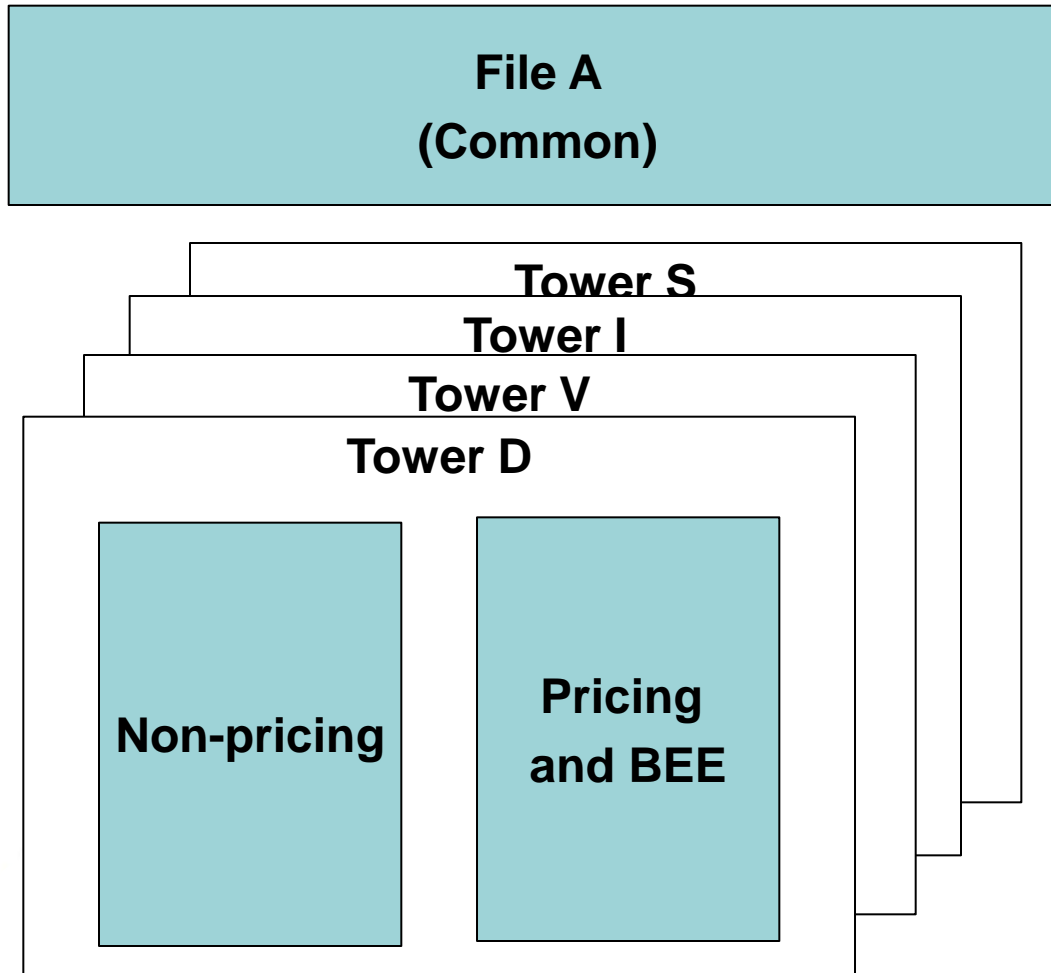 File A
(Common)
Tower S
Tower I
Tower V
Tower D
Non-pricing
Pricing
and BEE